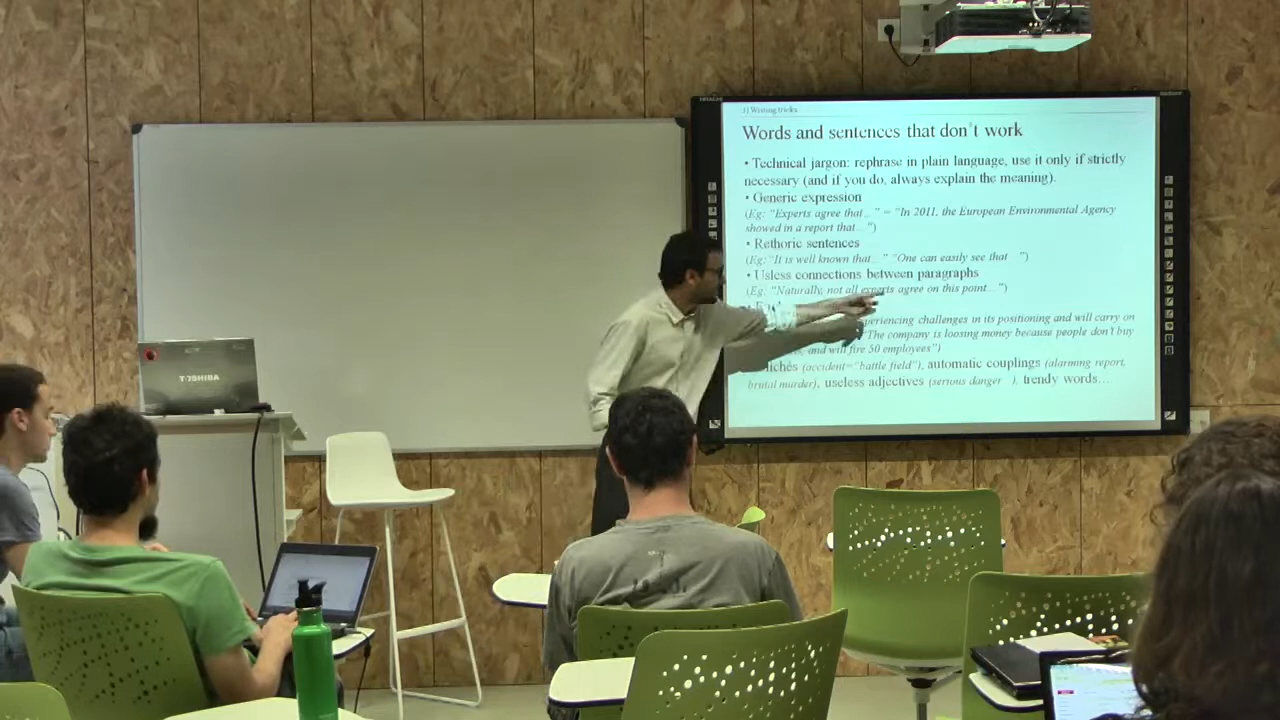 HITACHI
3) Writing tricks
Words and sentences that don't work
• Technical jargon: rephrase in plain language, use it only if strictly
necessary (and if you do, always explain the meaning).
• Generic expression
(Eg: "Experts agree that..." = "In 2011, the European Environmental Agency
showed in a report that...")
• Rethoric sentences
(Eg: "It is well known that..." "One can easily see that ")
• Usless connections between paragraphs
(Eg: "Naturally, not all experts agree on this point...")
experiencing challenges in its positioning and will carry on
"The company is loosing money because people don't buy
and will fire 50 employees")
lichés (accident="battle field"), automatic couplings (alarming report,
brutal murder), useless adjectives (serious danger ), trendy words...
TOSHIBA